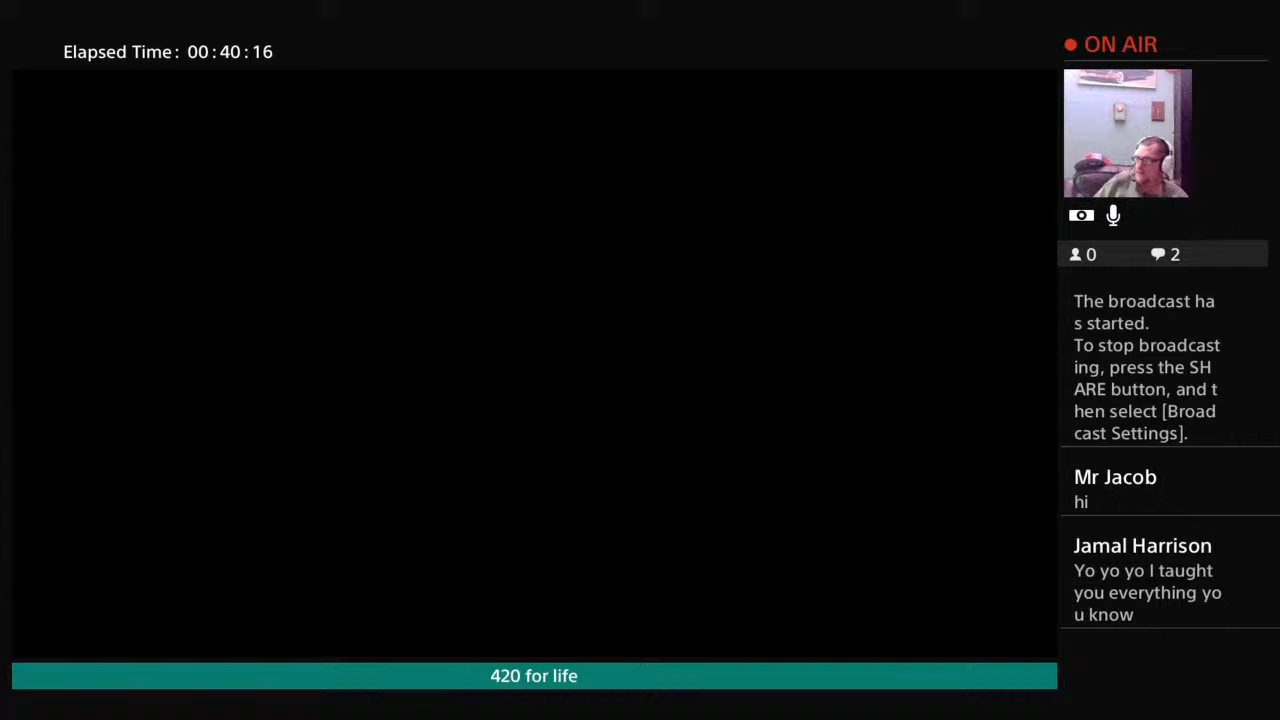 Elapsed Time: 00:40:16
ON AIR
0 2
The broadcast ha
s started.
To stop broadcast
ing, press the SH
ARE button, and t
hen select [Broad
cast Settings].
Mr Jacob
hi
Jamal Harrison
Yo yo yo I taught
you everything yo
u know
420 for life